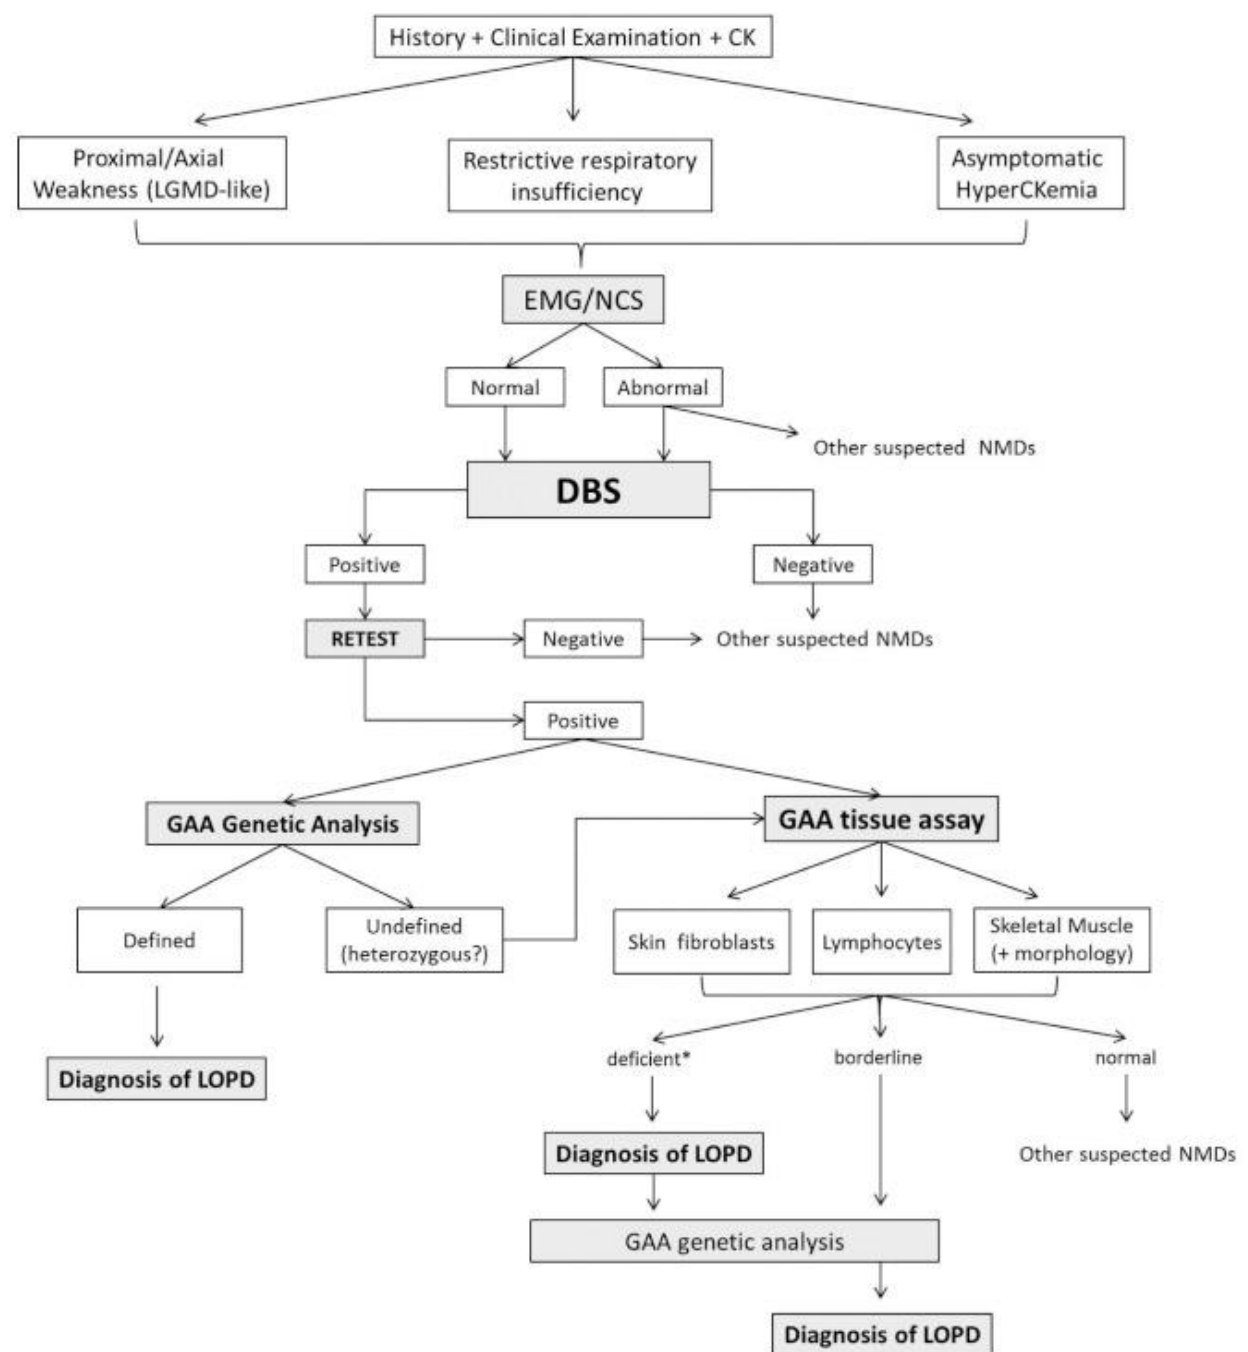 History + Clinical Examination + CK
Proximal/Axial
Weakness (LGMD-like)
Restrictive respiratory
insufficiency
Asymptomatic
HyperCKemia
EMG/NCS
Normal
Abnormal
Other suspected NMDs
DBS
Positive
Negative
RETEST
Negative
Other suspected NMDs
Positive
GAA Genetic Analysis
GAA tissue assay
Defined
Undefined
(heterozygous?)
Skin fibroblasts
Lymphocytes
Skeletal Muscle
(+ morphology)
deficient*
borderline
normal
Diagnosis of LOPD
Diagnosis of LOPD
Other suspected NMDs
GAA genetic analysis
Diagnosis of LOPD